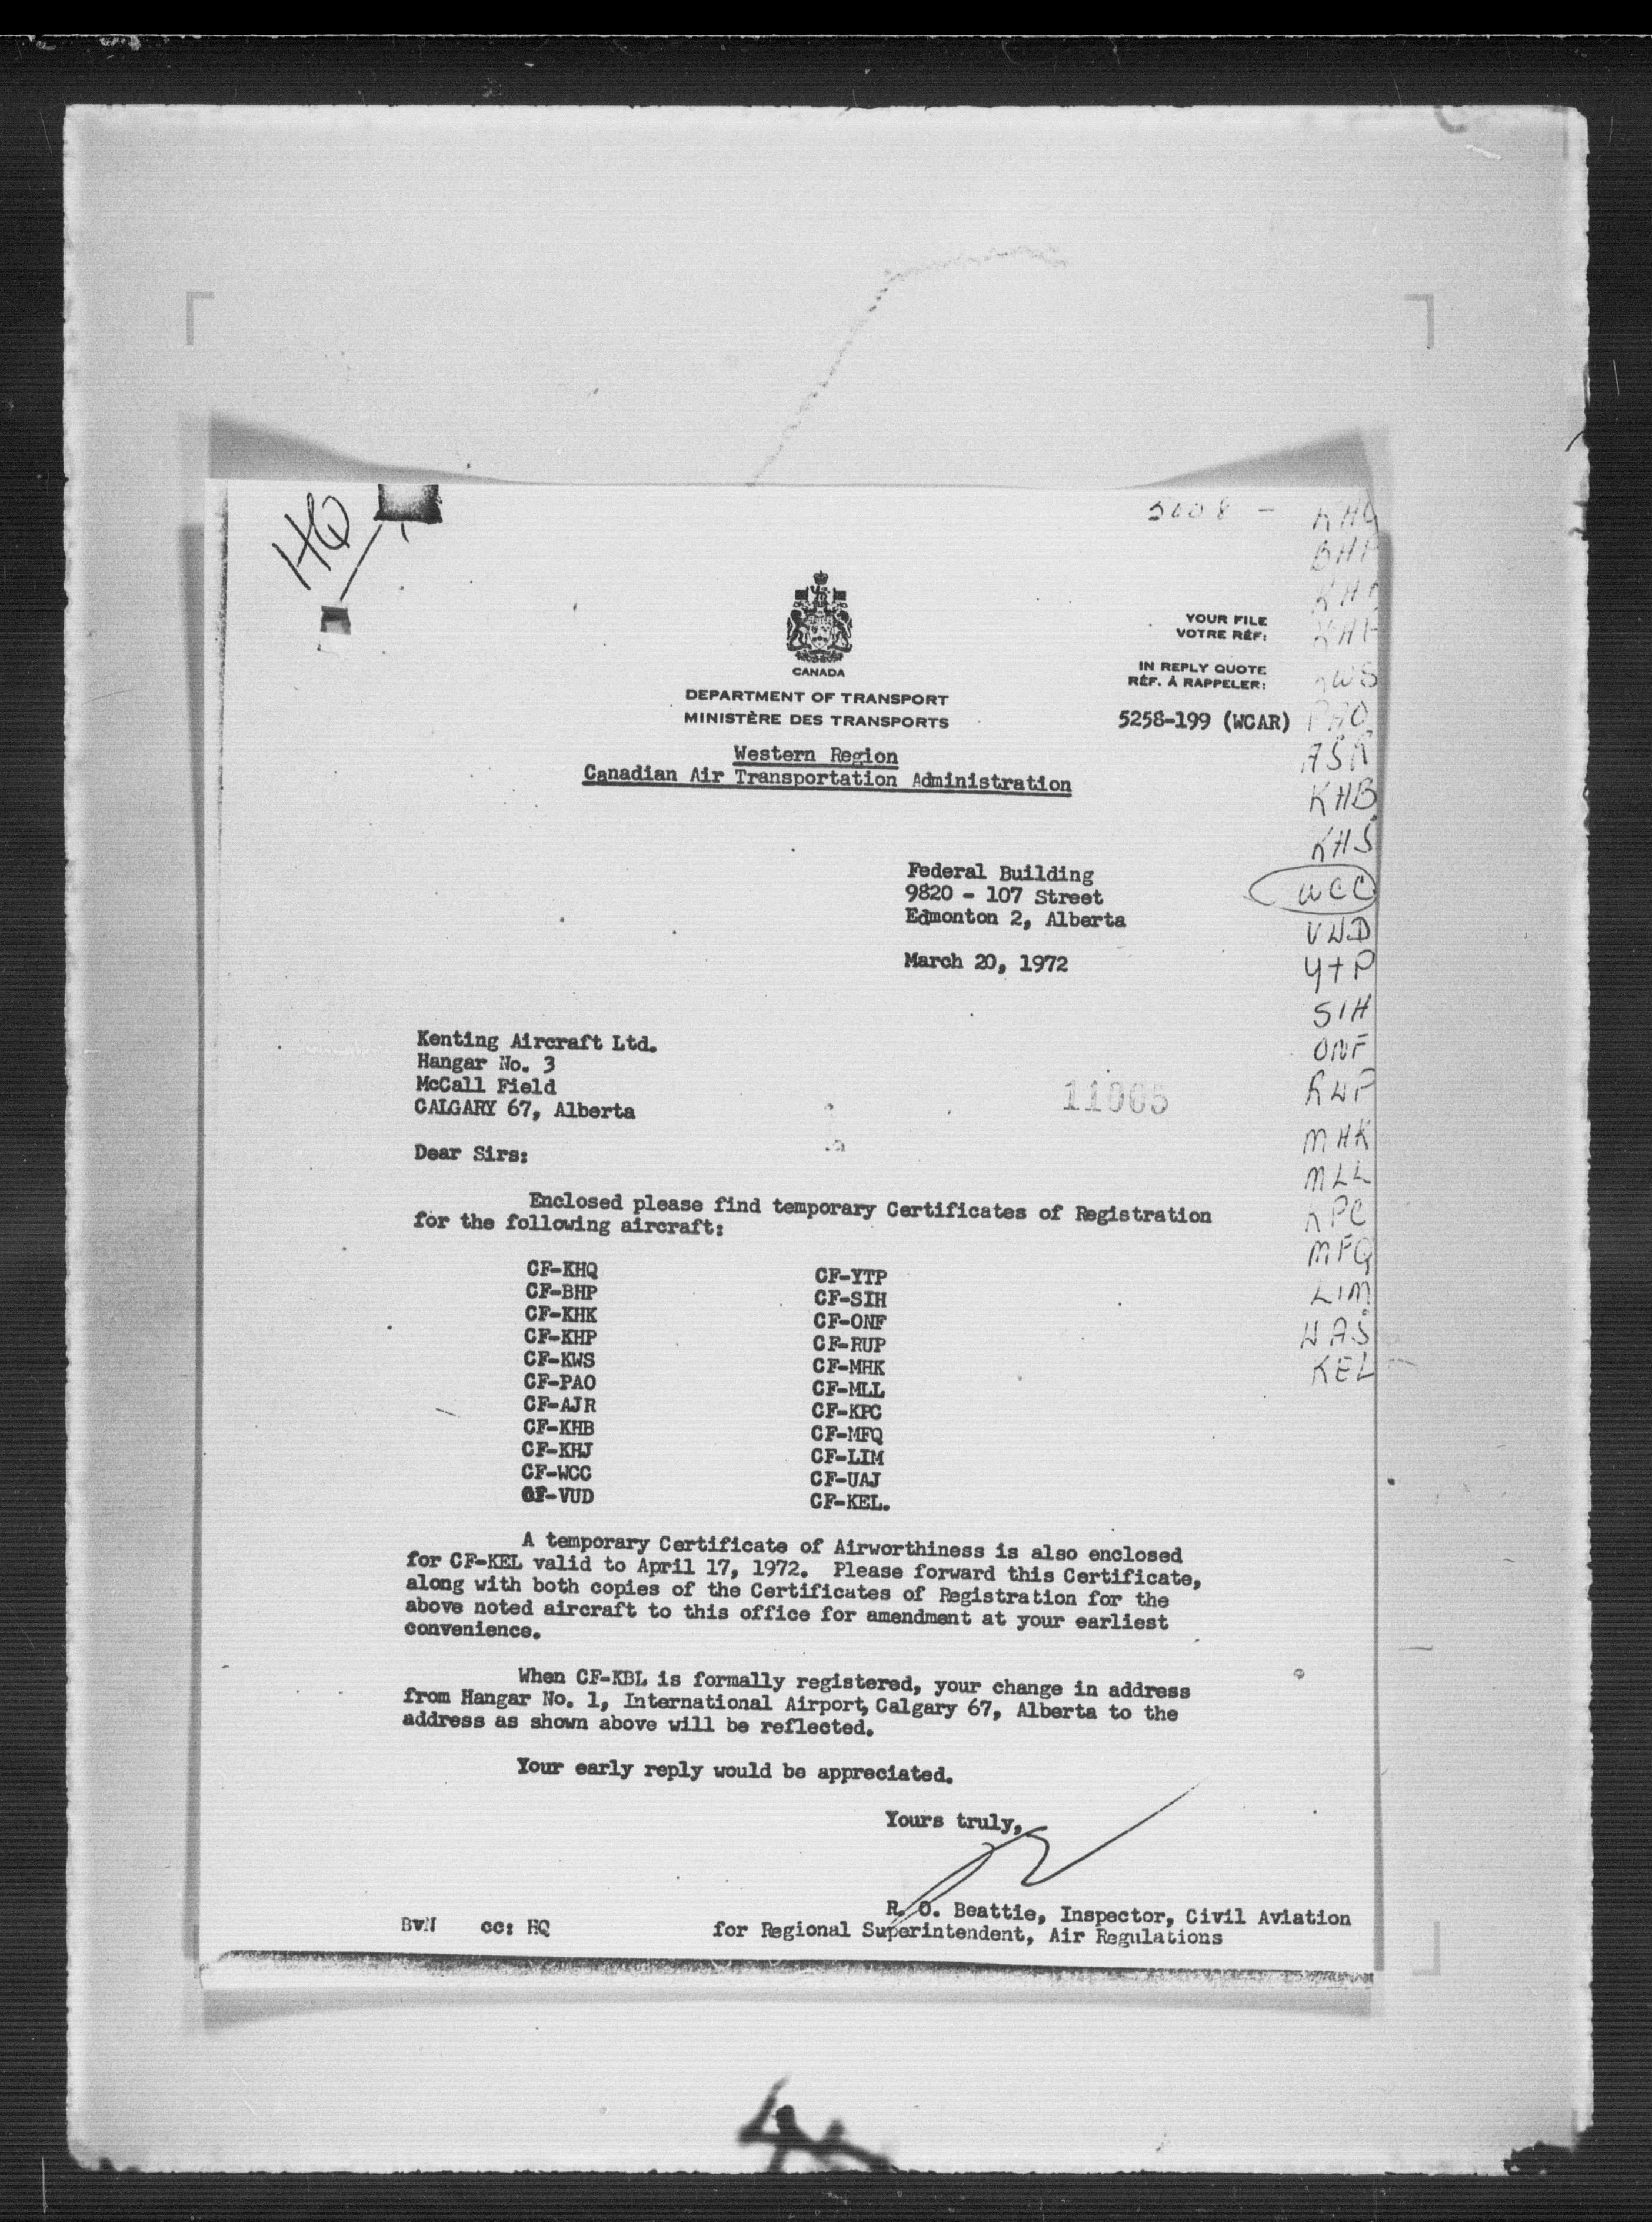 HQ
5008 -
YOUR FILE
VOTRE RÉF:
IN REPLY QUOTE
RÉF. À RAPPELER:
5258-199 (WCAR)
CANADA
DEPARTMENT OF TRANSPORT
MINISTÈRE DES TRANSPORTS
Western Region
Canadian Air Transportation Administration
Federal Building
9820 - 107 Street
Edmonton 2, Alberta
March 20, 1972
Kenting Aircraft Ltd.
Hangar No. 3
McCall Field
CALGARY 67, Alberta
11005
Dear Sirs:
Enclosed please find temporary Certificates of Registration
for the following aircraft:
CF-KHQ
CF-BHP
CF-KHK
CF-KHP
CF-KWS
CF-PAO
CF-AJR
CF-KHB
CF-KHJ
CF-WCC
CF-VUD
CF-YTP
CF-SIH
CF-ONF
CF-RUP
CF-MHK
CF-MLL
CF-KPC
CF-MFQ
CF-LIM
CF-UAJ
CF-KEL.
A temporary Certificate of Airworthiness is also enclosed
for CF-KEL valid to April 17, 1972. Please forward this Certificate,
along with both copies of the Certificates of Registration for the
above noted aircraft to this office for amendment at your earliest
convenience.
When CF-KBL is formally registered, your change in address
from Hangar No. 1, International Airport, Calgary 67, Alberta to the
address as shown above will be reflected.
Your early reply would be appreciated.
Yours truly,
R. O. Beattie, Inspector, Civil Aviation
for Regional Superintendent, Air Regulations
BvN cc: HQ
KHQ
BHP
KHK
KHP
KWS
PAO
AJR
KHB
KHJ
WCC
VUD
YTP
SIH
ONF
RUP
MHK
MLL
KPC
MFQ
LIM
UAJ
KEL